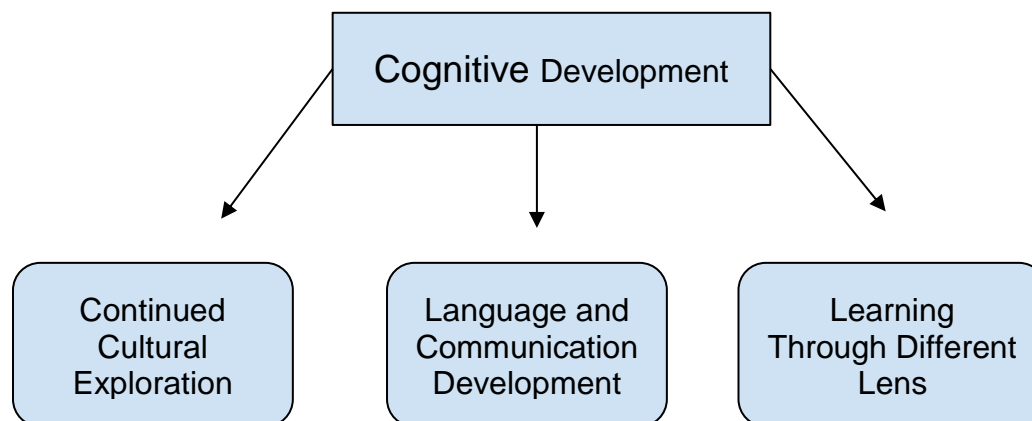 Cognitive Development
Continued
Cultural
Exploration
Language and
Communication
Development
Learning
Through Different
Lens